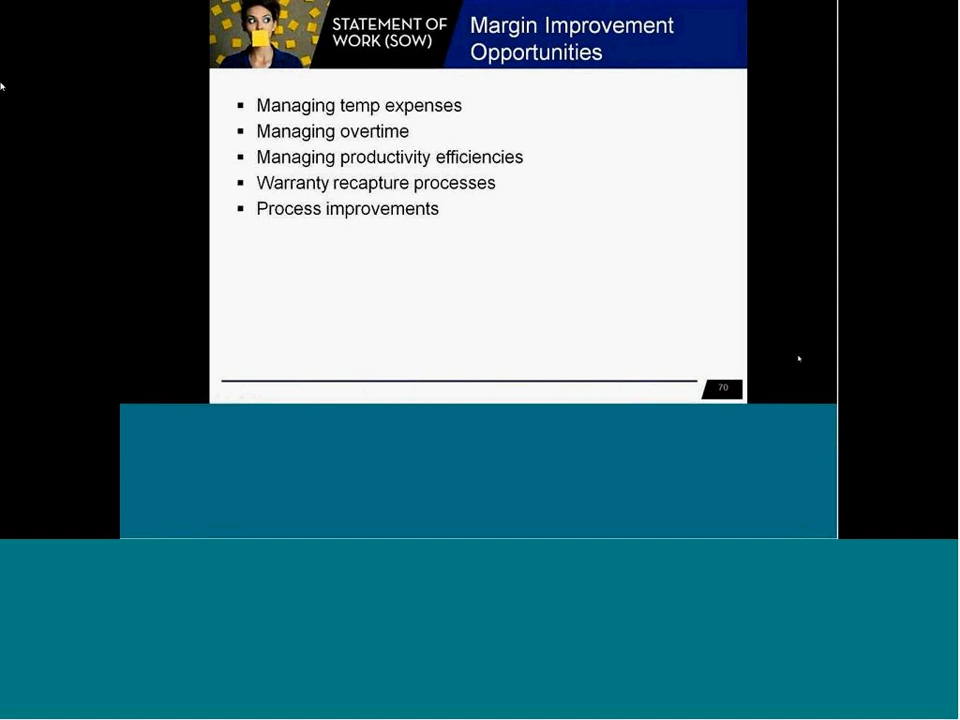 STATEMENT OF
WORK (SOW)
Margin Improvement
Opportunities
▪ Managing temp expenses
▪ Managing overtime
▪ Managing productivity efficiencies
▪ Warranty recapture processes
▪ Process improvements
70